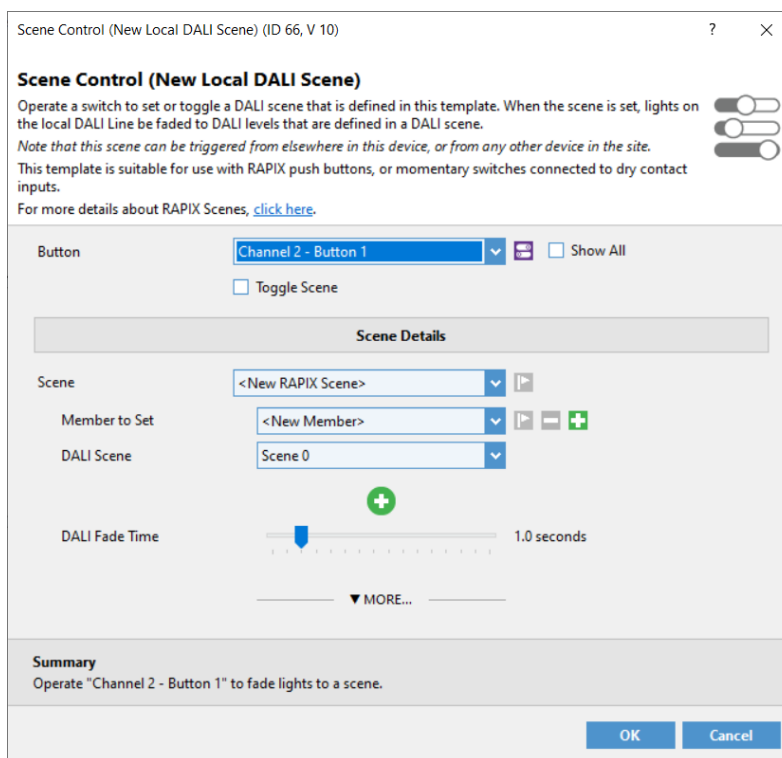 Scene Control (New Local DALI Scene) (ID 66, V 10)
?
Scene Control (New Local DALI Scene)
Operate a switch to set or toggle a DALI scene that is defined in this template. When the scene is set, lights on
the local DALI Line be faded to DALI levels that are defined in a DALI scene.
Note that this scene can be triggered from elsewhere in this device, or from any other device in the site.
This template is suitable for use with RAPIX push buttons, or momentary switches connected to dry contact
inputs.
For more details about RAPIX Scenes, click here.
Button
Channel 2 - Button 1
Show All
Toggle Scene
Scene Details
Scene
<New RAPIX Scene>
Member to Set
<New Member>
DALI Scene
Scene 0
DALI Fade Time
1.0 seconds
▼ MORE...
Summary
Operate "Channel 2 - Button 1" to fade lights to a scene.
OK
Cancel